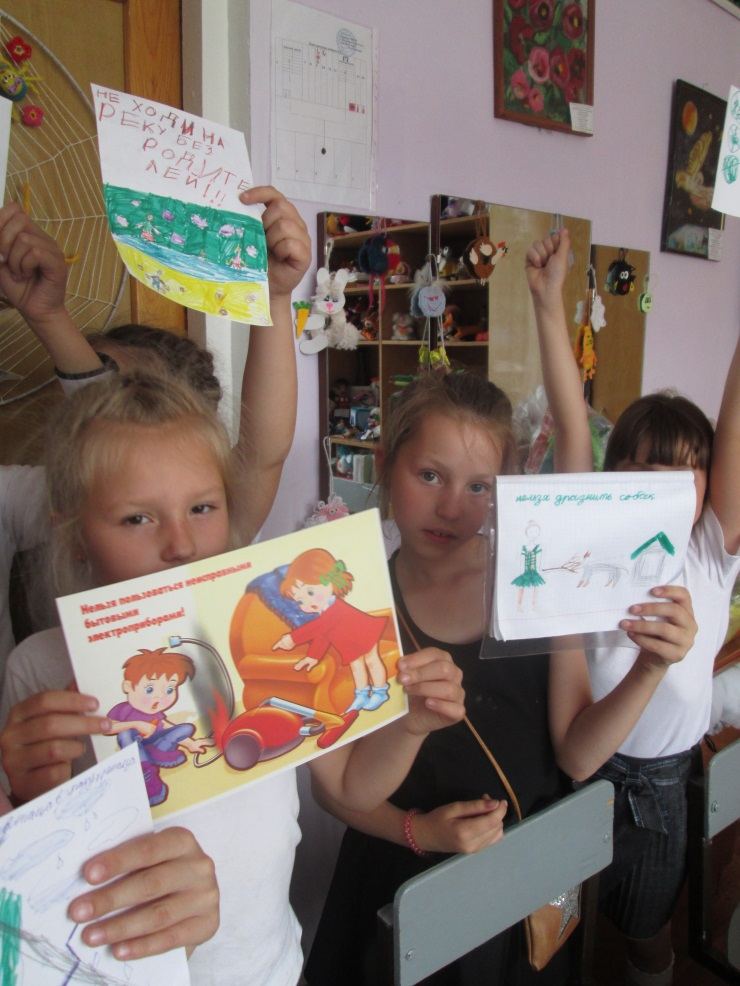 НЕ ХОДИ НА
РЕКУ БЕЗ
РОДИТЕ
ЛЕЙ!!!
Нельзя пользоваться неисправными
бытовыми
электроприборами!
нельзя дразнить собак